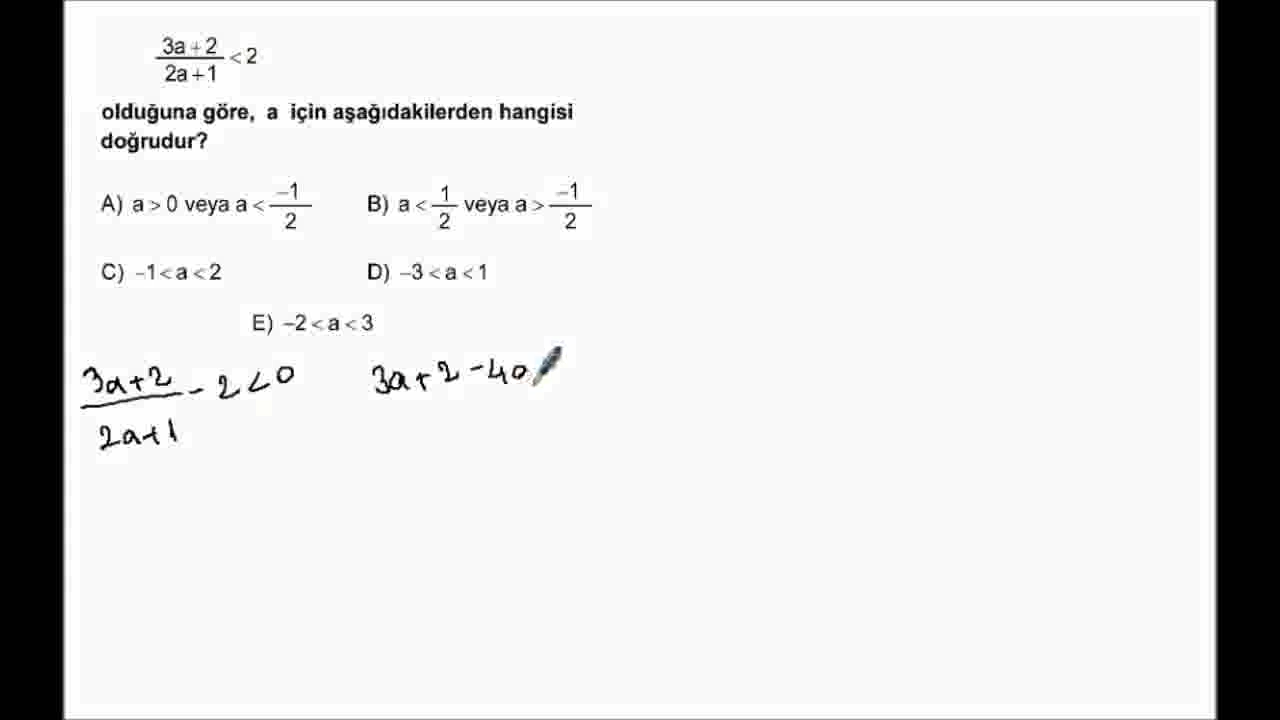 3a+2
2a+1 < 2
olduğuna göre, a için aşağıdakilerden hangisi
doğrudur?
A) a > 0 veya a < −1/2 B) a < 1/2 veya a > −1/2
C) −1 < a < 2 D) −3 < a < 1
E) −2 < a < 3
3a+2 / 2a+1 - 2 < 0 3a+2-4a